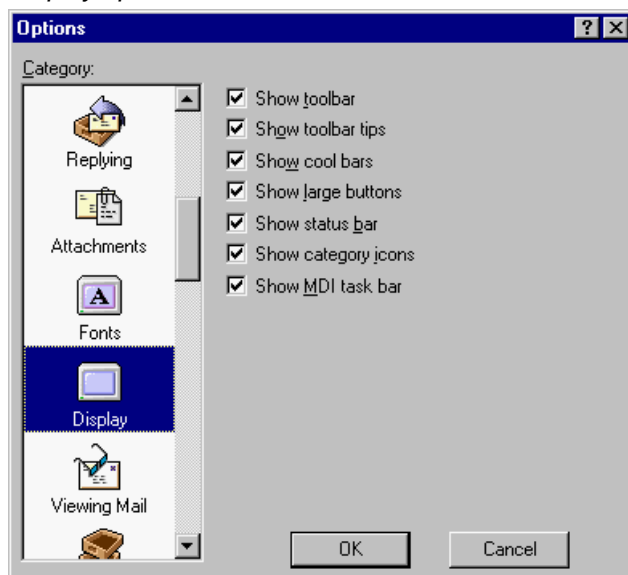 Options
Category:
Replying
Attachments
Fonts
Display
Viewing Mail
Show toolbar
Show toolbar tips
Show cool bars
Show large buttons
Show status bar
Show category icons
Show MDI task bar
OK
Cancel